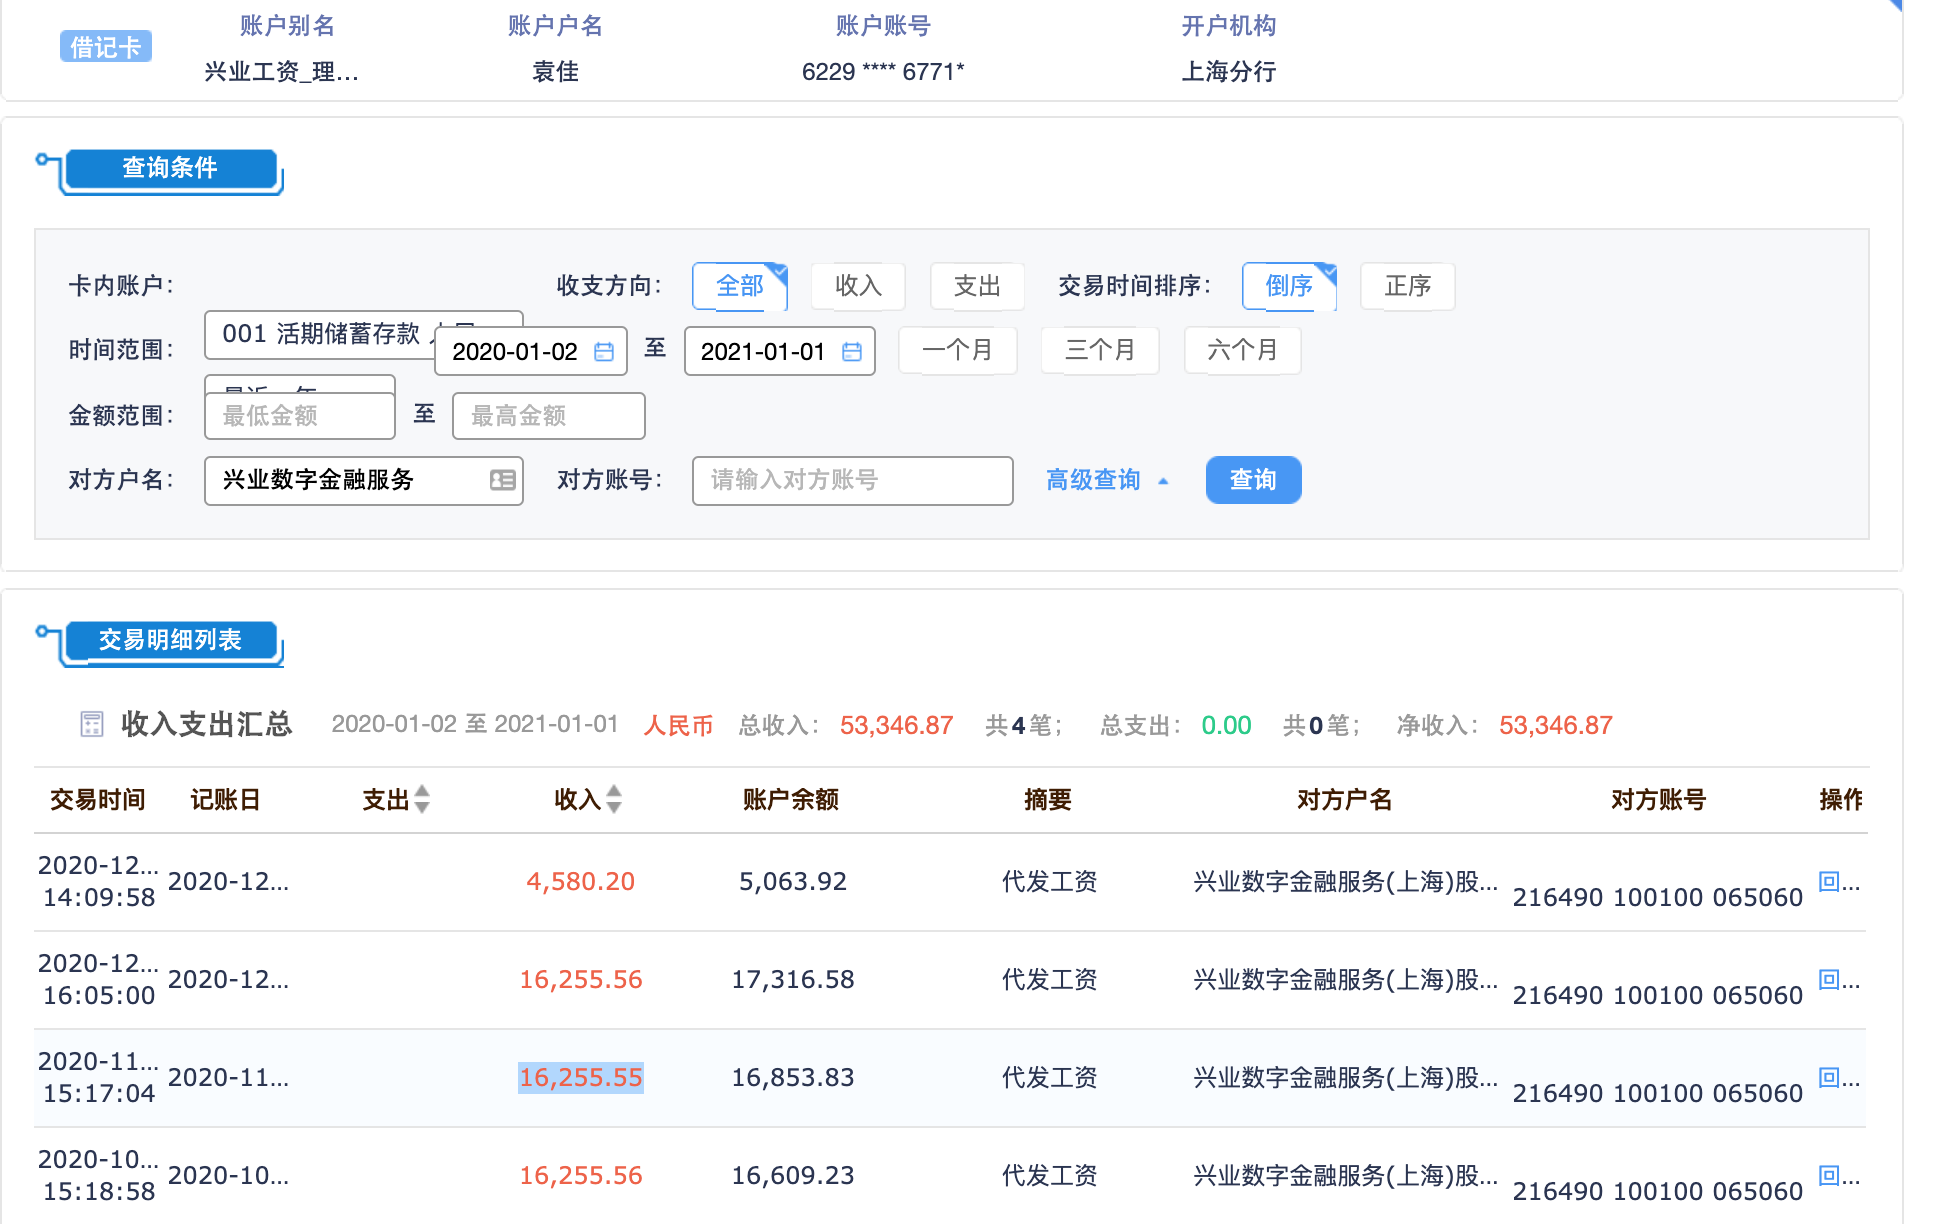 借记卡
账户别名 账户户名 账户账号 开户机构
兴业工资_理... 袁佳 6229 **** 6771* 上海分行
查询条件
卡内账户: 收支方向: 全部 收入 支出 交易时间排序: 倒序 正序
001 活期储蓄存款
时间范围: 2020-01-02 至 2021-01-01 一个月 三个月 六个月
金额范围: 最低金额 至 最高金额
对方户名: 兴业数字金融服务 对方账号: 请输入对方账号 高级查询 查询
交易明细列表
收入支出汇总 2020-01-02 至 2021-01-01 人民币 总收入: 53,346.87 共4笔; 总支出: 0.00 共0笔; 净收入: 53,346.87
交易时间 记账日 支出 收入 账户余额 摘要 对方户名 对方账号 操作
2020-12... 14:09:58 2020-12... 4,580.20 5,063.92 代发工资 兴业数字金融服务(上海)股... 216490 100100 065060 回...
2020-12... 16:05:00 2020-12... 16,255.56 17,316.58 代发工资 兴业数字金融服务(上海)股... 216490 100100 065060 回...
2020-11... 15:17:04 2020-11... 16,255.55 16,853.83 代发工资 兴业数字金融服务(上海)股... 216490 100100 065060 回...
2020-10... 15:18:58 2020-10... 16,255.56 16,609.23 代发工资 兴业数字金融服务(上海)股... 216490 100100 065060 回...